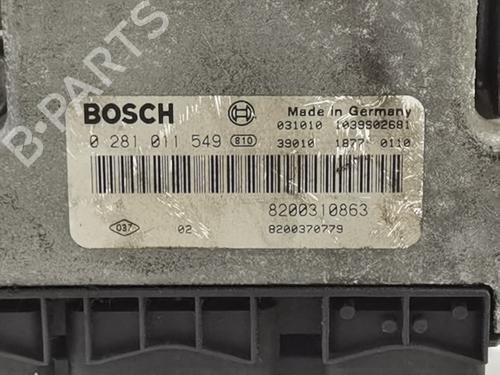 B-PARTS
BOSCH
Made in Germany
031010 1039S02681
0 281 011 549 810
39010 1877 0110
8200310863
037 02 8200370779